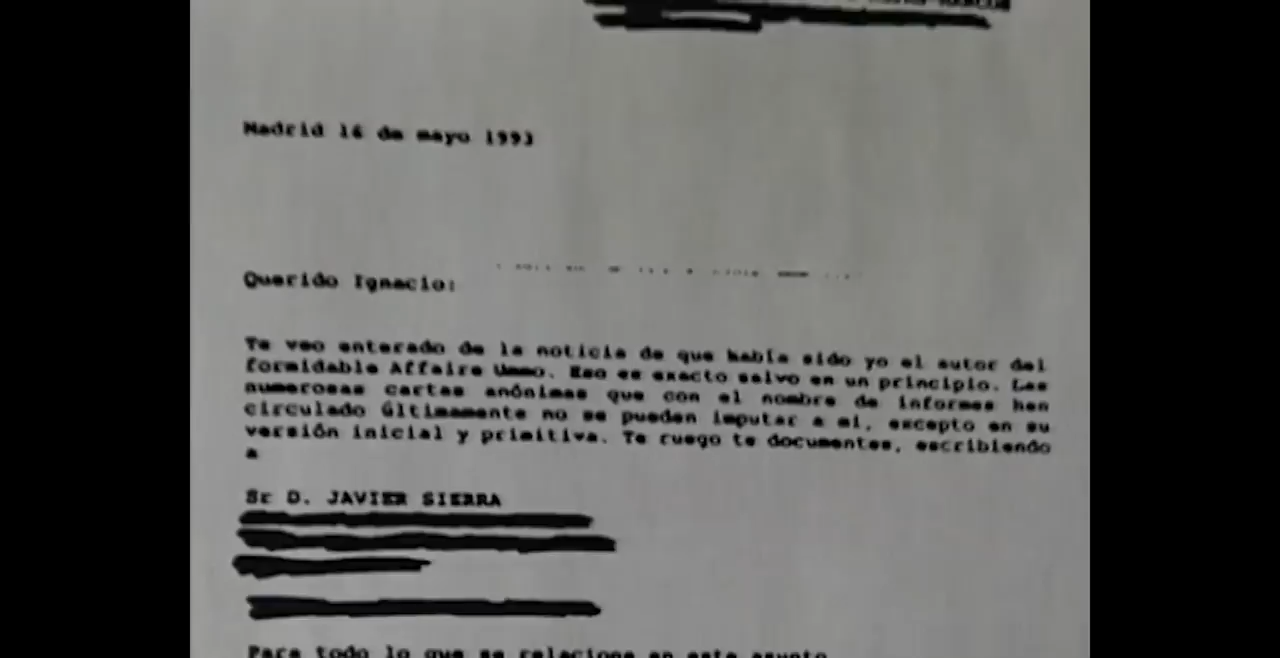 Madrid 16 de mayo 1993
Querido Ignacio:
Te veo enterado de la noticia de que había sido yo el autor del
formidable Affaire Ummo. Eso es exacto salvo en un principio. Las
numerosas cartas anónimas que con el nombre de informes han
circulado últimamente no se pueden imputar a mi, excepto en su
versión inicial y primitiva. Te ruego te documentes, escribiendo
a
Sr D. JAVIER SIERRA
Para todo lo que se relacione en este asunto